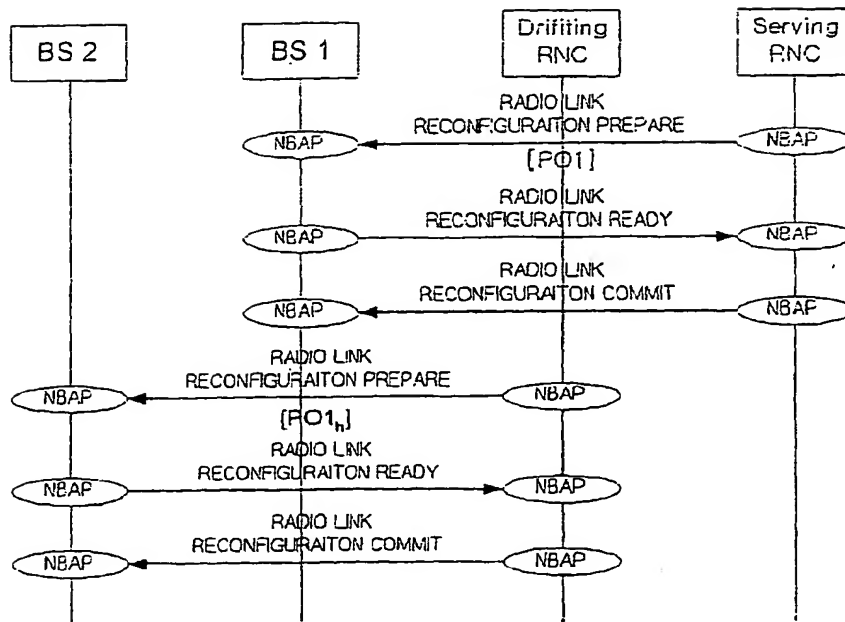 BS 2
BS 1
Drifiting
RNC
Serving
RNC
RADIO LINK
RECONFIGURAITON PREPARE
NBAP
NBAP
[PO1]
RADIO LINK
RECONFIGURAITON READY
NBAP
NBAP
RADIO LINK
RECONFIGURAITON COMMIT
NBAP
NBAP
RADIO LINK
RECONFIGURAITON PREPARE
NBAP
NBAP
[PO1h]
RADIO LINK
RECONFIGURAITON READY
NBAP
NBAP
RADIO LINK
RECONFIGURAITON COMMIT
NBAP
NBAP